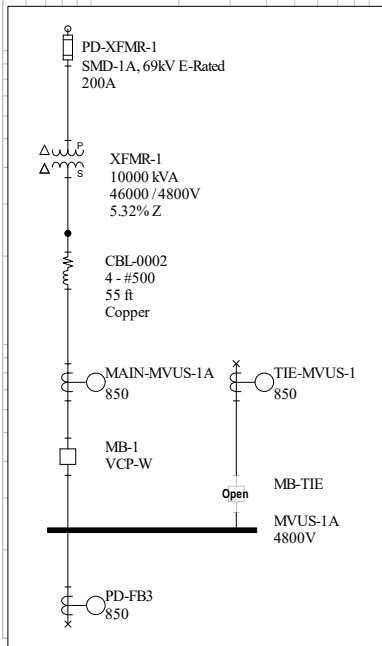 PD-XFMR-1
SMD-1A, 69kV E-Rated
200A
P
S
XFMR-1
10000 kVA
46000 / 4800V
5.32% Z
CBL-0002
4 - #500
55 ft
Copper
MAIN-MVUS-1A
850
TIE-MVUS-1
850
MB-1
VCP-W
Open
MB-TIE
MVUS-1A
4800V
PD-FB3
850